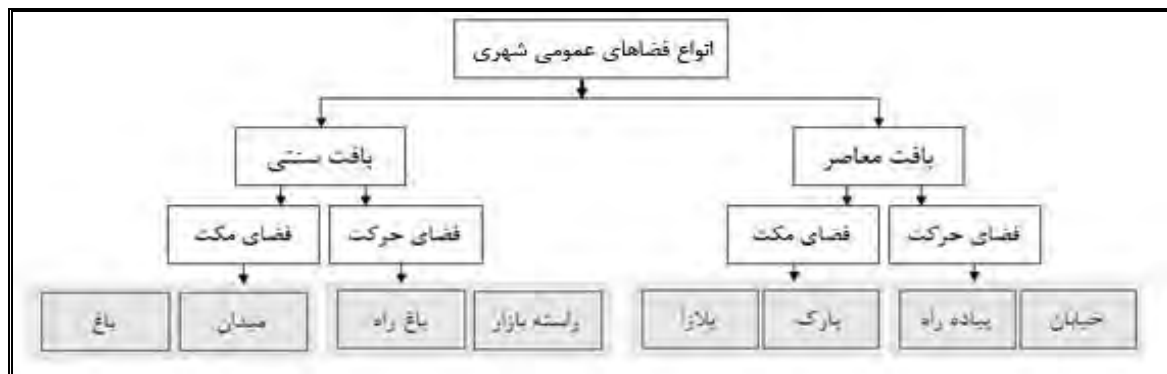 انواع فضاهای عمومی شهری
بافت معاصر
بافت سنتی
فضای حرکت
فضای مکث
فضای حرکت
فضای مکث
خیابان
پیاده راه
پارک
پلازا
راسته بازار
باغ راه
میدان
باغ